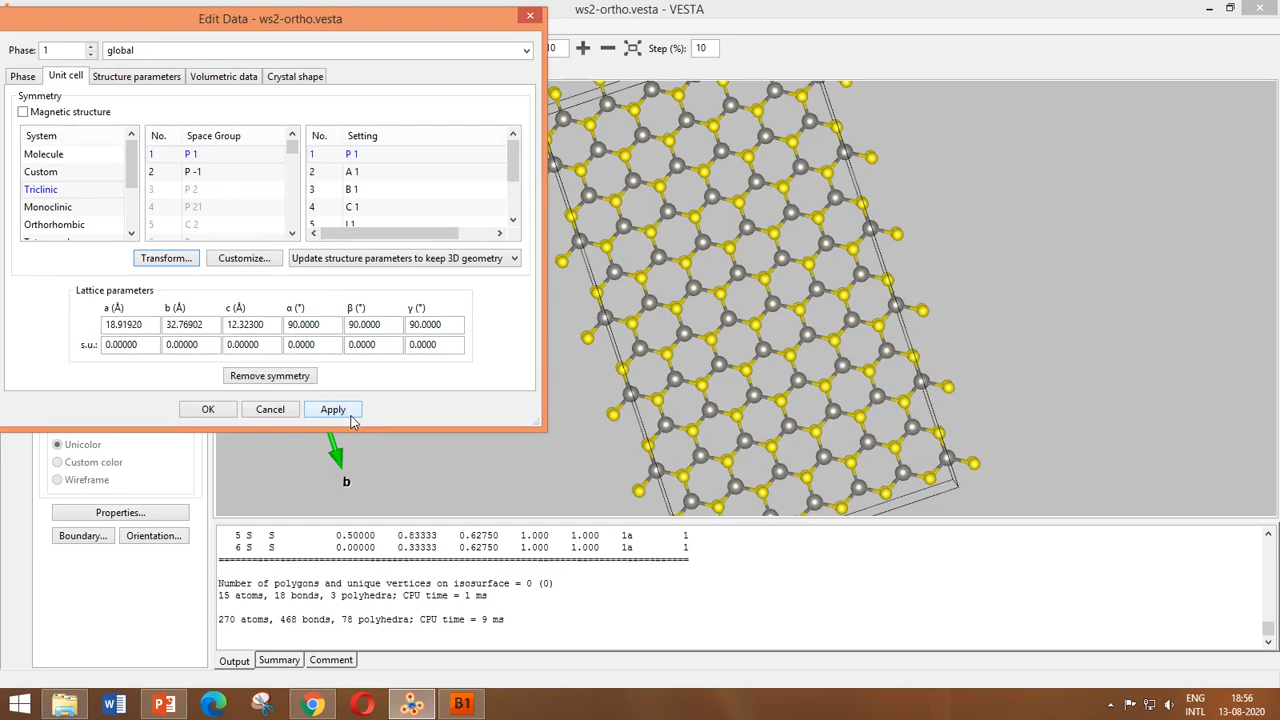 Edit Data - ws2-ortho.vesta
ws2-ortho.vesta - VESTA
Phase: 1 global
10 Step (%): 10
Phase Unit cell Structure parameters Volumetric data Crystal shape
Symmetry
Magnetic structure
System No. Space Group No. Setting
Molecule 1 P 1 1 P 1
Custom 2 P -1 2 A 1
Triclinic 3 P 2 3 B 1
Monoclinic 4 P 21 4 C 1
Orthorhombic 5 C 2
Transform... Customize... Update structure parameters to keep 3D geometry
Lattice parameters
a (Å) b (Å) c (Å) α (°) β (°) γ (°)
18.91920 32.76902 12.32300 90.0000 90.0000 90.0000
s.u.: 0.00000 0.00000 0.00000 0.0000 0.0000 0.0000
Remove symmetry
OK Cancel Apply
Unicolor
Custom color
Wireframe
b
Properties...
Boundary... Orientation...
5 S S 0.50000 0.83333 0.62750 1.000 1.000 1a 1
6 S S 0.00000 0.33333 0.62750 1.000 1.000 1a 1
Number of polygons and unique vertices on isosurface = 0 (0)
15 atoms, 18 bonds, 3 polyhedra; CPU time = 1 ms
270 atoms, 468 bonds, 78 polyhedra; CPU time = 9 ms
Output Summary Comment
B1
ENG 18:56
INTL 13-08-2020